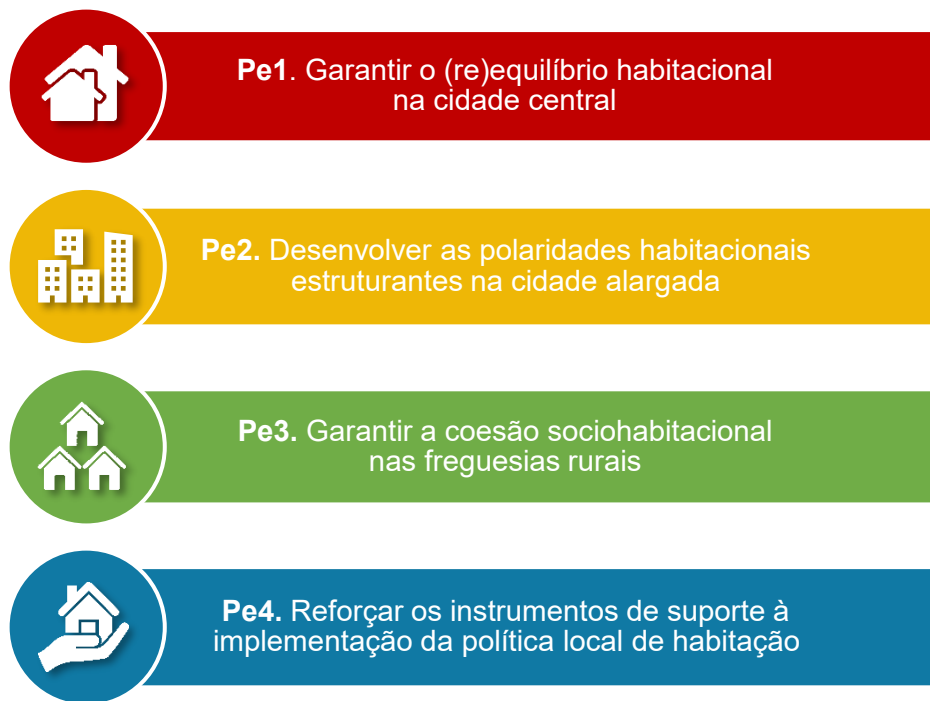 Pe1. Garantir o (re)equilíbrio habitacional
na cidade central
Pe2. Desenvolver as polaridades habitacionais
estruturantes na cidade alargada
Pe3. Garantir a coesão sociohabitacional
nas freguesias rurais
Pe4. Reforçar os instrumentos de suporte à
implementação da política local de habitação